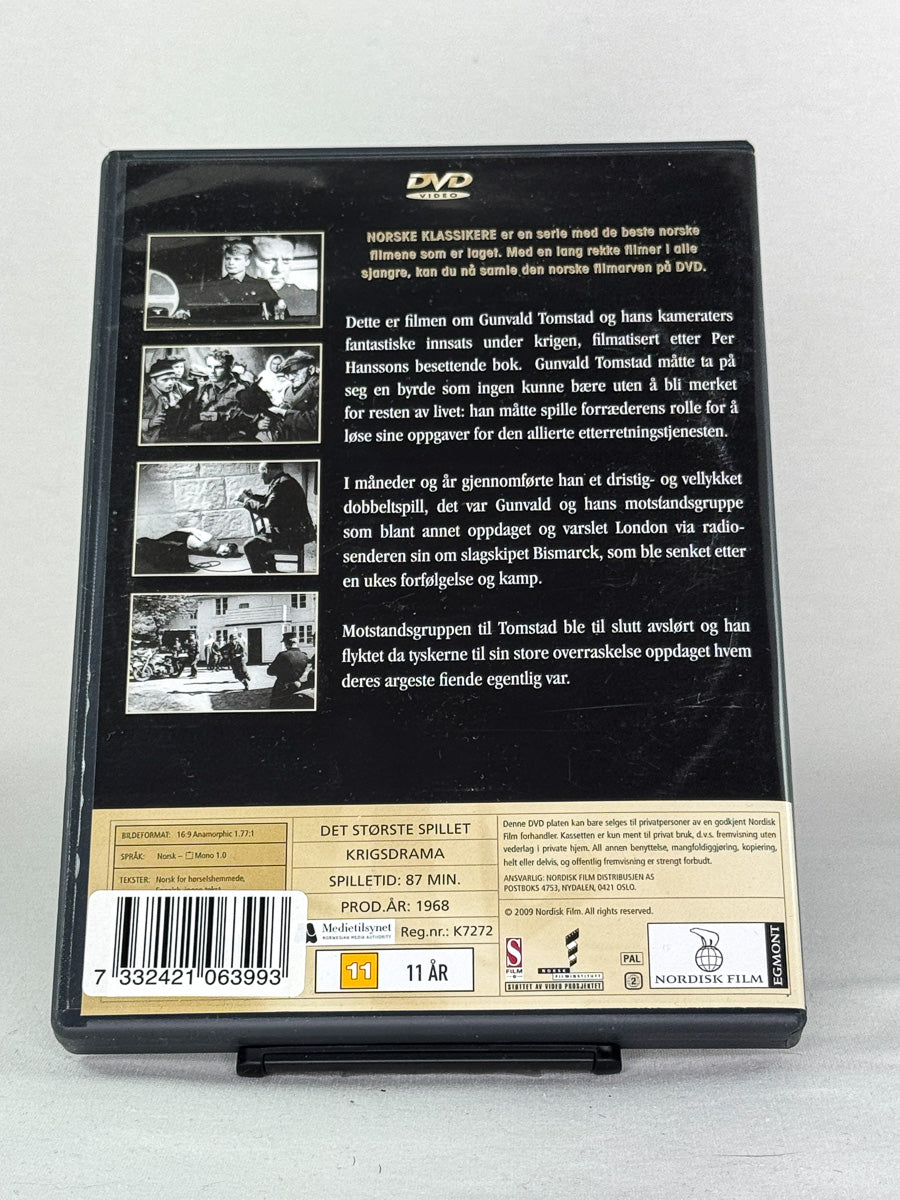 DVD
VIDEO
NORSKE KLASSIKERE er en serie med de beste norske
filmene som er laget. Med en lang rekke filmer i alle
sjangre, kan du nå samle den norske filmarven på DVD.
Dette er filmen om Gunvald Tomstad og hans kameraters
fantastiske innsats under krigen, filmatisert etter Per
Hanssons besettende bok. Gunvald Tomstad måtte ta på
seg en byrde som ingen kunne bære uten å bli merket
for resten av livet: han måtte spille forræderens rolle for å
løse sine oppgaver for den allierte etterretningstjenesten.
I måneder og år gjennomførte han et dristig- og vellykket
dobbeltspill, det var Gunvald og hans motstandsgruppe
som blant annet oppdaget og varslet London via radio-
senderen sin om slagskipet Bismarck, som ble senket etter
en ukes forfølgelse og kamp.
Motstandsgruppen til Tomstad ble til slutt avslørt og han
flyktet da tyskerne til sin store overraskelse oppdaget hvem
deres argeste fiende egentlig var.
BILDEFORMAT: 16:9 Anamorphic 1.77:1
SPRÅK: Norsk – Mono 1.0
TEKSTER: Norsk for hørselshemmede,
7 332421 063993
DET STØRSTE SPILLET
KRIGSDRAMA
SPILLETID: 87 MIN.
PROD.ÅR: 1968
Medietilsynet
NORWEGIAN MEDIA AUTHORITY
Reg.nr.: K7272
11 11 ÅR
Denne DVD platen kan bare selges til privatpersoner av en godkjent Nordisk
Film forhandler. Kassetten er kun ment til privat bruk, d.v.s. fremvisning uten
vederlag i private hjem. All annen benyttelse, mangfoldiggjøring, kopiering,
helt eller delvis, og offentlig fremvisning er strengt forbudt.
ANSVARLIG: NORDISK FILM DISTRIBUSJEN AS
POSTBOKS 4753, NYDALEN, 0421 OSLO.
© 2009 Nordisk Film. All rights reserved.
S
FILM
NORSK
FILMINSTITUTT
STØTTET AV VIDEO PROSJEKTET
PAL
2
NORDISK FILM
EGMONT